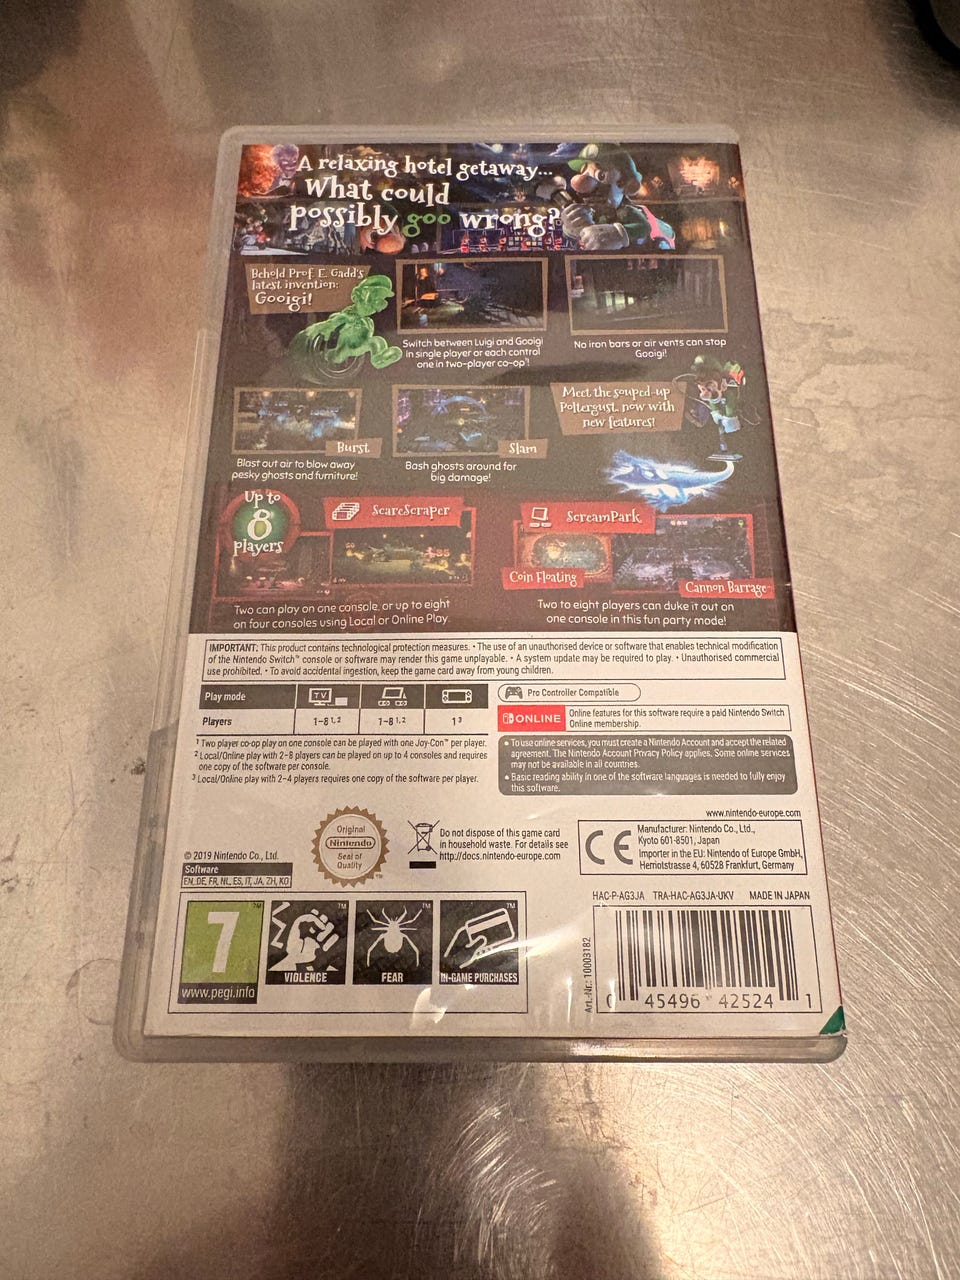 A relaxing hotel getaway...
What could
possibly goo wrong?
Behold Prof. E. Gadd's
latest invention:
Gooigi!
Switch between Luigi and Gooigi
in single player or each control
one in two-player co-op¹!
No iron bars or air vents can stop
Gooigi!
Meet the souped-up
Poltergust, now with
new features!
Burst
Blast out air to blow away
pesky ghosts and furniture!
Slam
Bash ghosts around for
big damage!
Up to
8
players
ScareScraper
Two can play on one console, or up to eight
on four consoles using Local or Online Play.
ScreamPark
Coin Floating
Cannon Barrage
Two to eight players can duke it out on
one console in this fun party mode!
IMPORTANT: This product contains technological protection measures. • The use of an unauthorised device or software that enables technical modification
of the Nintendo Switch™ console or software may render this game unplayable. • A system update may be required to play. • Unauthorised commercial
use prohibited. • To avoid accidental ingestion, keep the game card away from young children.
Play mode
TV
Players
1-8 ¹,²
1-8 ¹,²
1 ³
¹ Two player co-op play on one console can be played with one Joy-Con™ per player.
² Local/Online play with 2-8 players can be played on up to 4 consoles and requires
one copy of the software per console.
³ Local/Online play with 2-4 players requires one copy of the software per player.
Pro Controller Compatible
ONLINE
Online features for this software require a paid Nintendo Switch
Online membership.
• To use online services, you must create a Nintendo Account and accept the related
agreement. The Nintendo Account Privacy Policy applies. Some online services
may not be available in all countries.
• Basic reading ability in one of the software languages is needed to fully enjoy
this software.
www.nintendo-europe.com
© 2019 Nintendo Co., Ltd.
Software
EN, DE, FR, NL, ES, IT, JA, ZH, KO
Original
Nintendo
Seal of
Quality
TM
Do not dispose of this game card
in household waste. For details see
http://docs.nintendo-europe.com
CE
Manufacturer: Nintendo Co., Ltd.,
Kyoto 601-8501, Japan
Importer in the EU: Nintendo of Europe GmbH,
Herriotstrasse 4, 60528 Frankfurt, Germany
HAC-P-AG3JA TRA-HAC-AG3JA-UKV MADE IN JAPAN
7
TM
www.pegi.info
TM
VIOLENCE
TM
FEAR
TM
IN-GAME PURCHASES
Art.-Nr.: 10003182
0 45496 42524 1